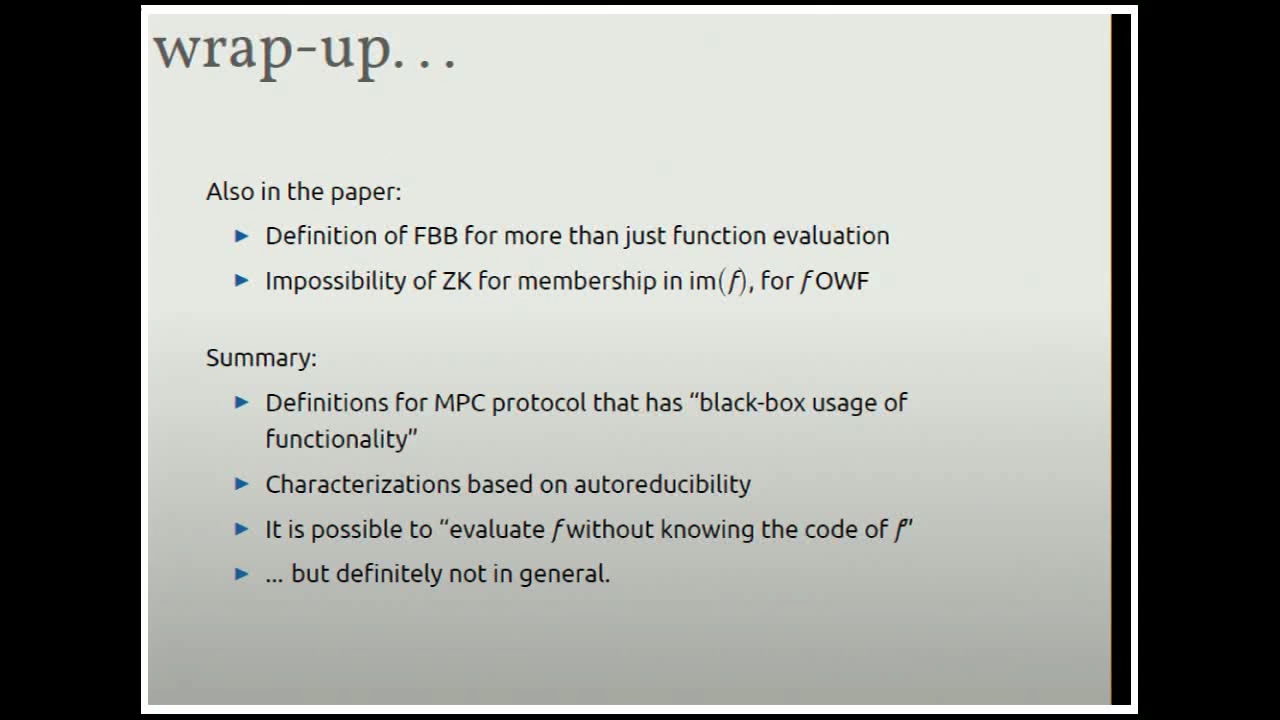 wrap-up...
Also in the paper:
► Definition of FBB for more than just function evaluation
► Impossibility of ZK for membership in im(f), for f OWF
Summary:
► Definitions for MPC protocol that has “black-box usage of
functionality”
► Characterizations based on autoreducibility
► It is possible to “evaluate f without knowing the code of f”
► ... but definitely not in general.